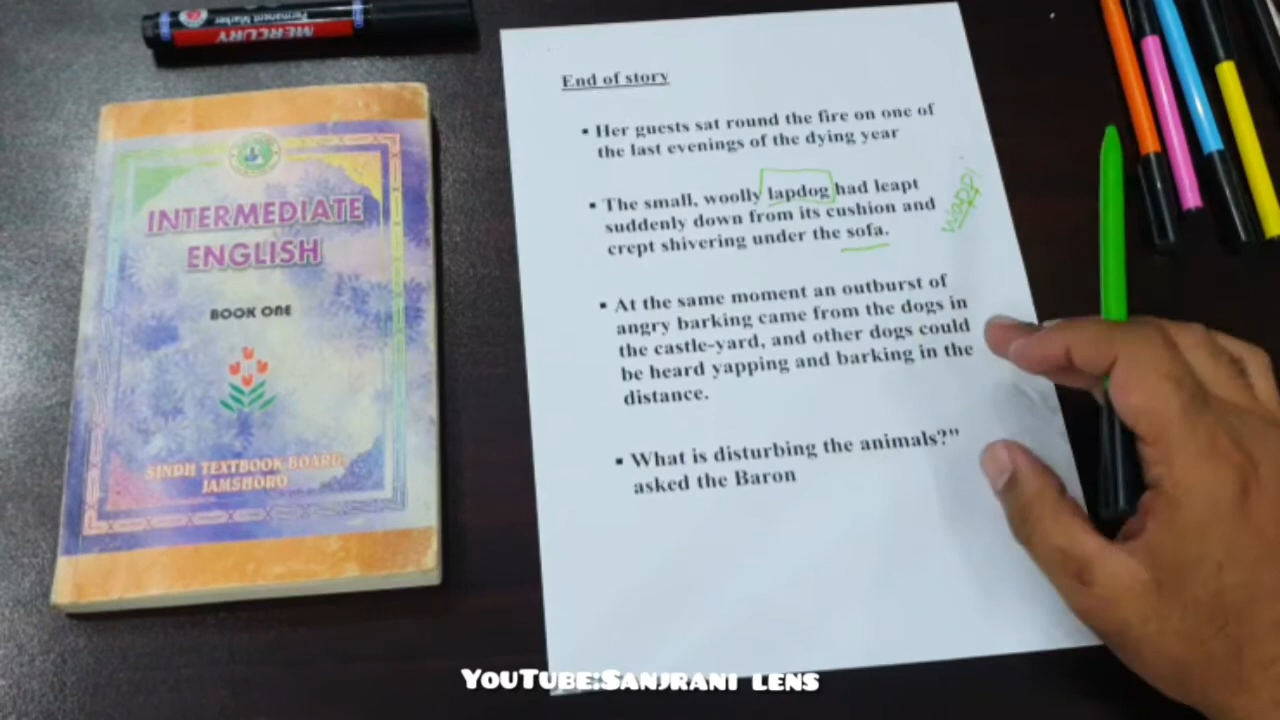 Permanent Marker
MERCURY
INTERMEDIATE
ENGLISH
BOOK ONE
SINDH TEXTBOOK BOARD,
JAMSHORO
End of story
▪ Her guests sat round the fire on one of
the last evenings of the dying year
▪ The small, woolly lapdog had leapt
suddenly down from its cushion and
crept shivering under the sofa.
▪ At the same moment an outburst of
angry barking came from the dogs in
the castle-yard, and other dogs could
be heard yapping and barking in the
distance.
▪ What is disturbing the animals?"
asked the Baron
YouTube:Sanjrani lens